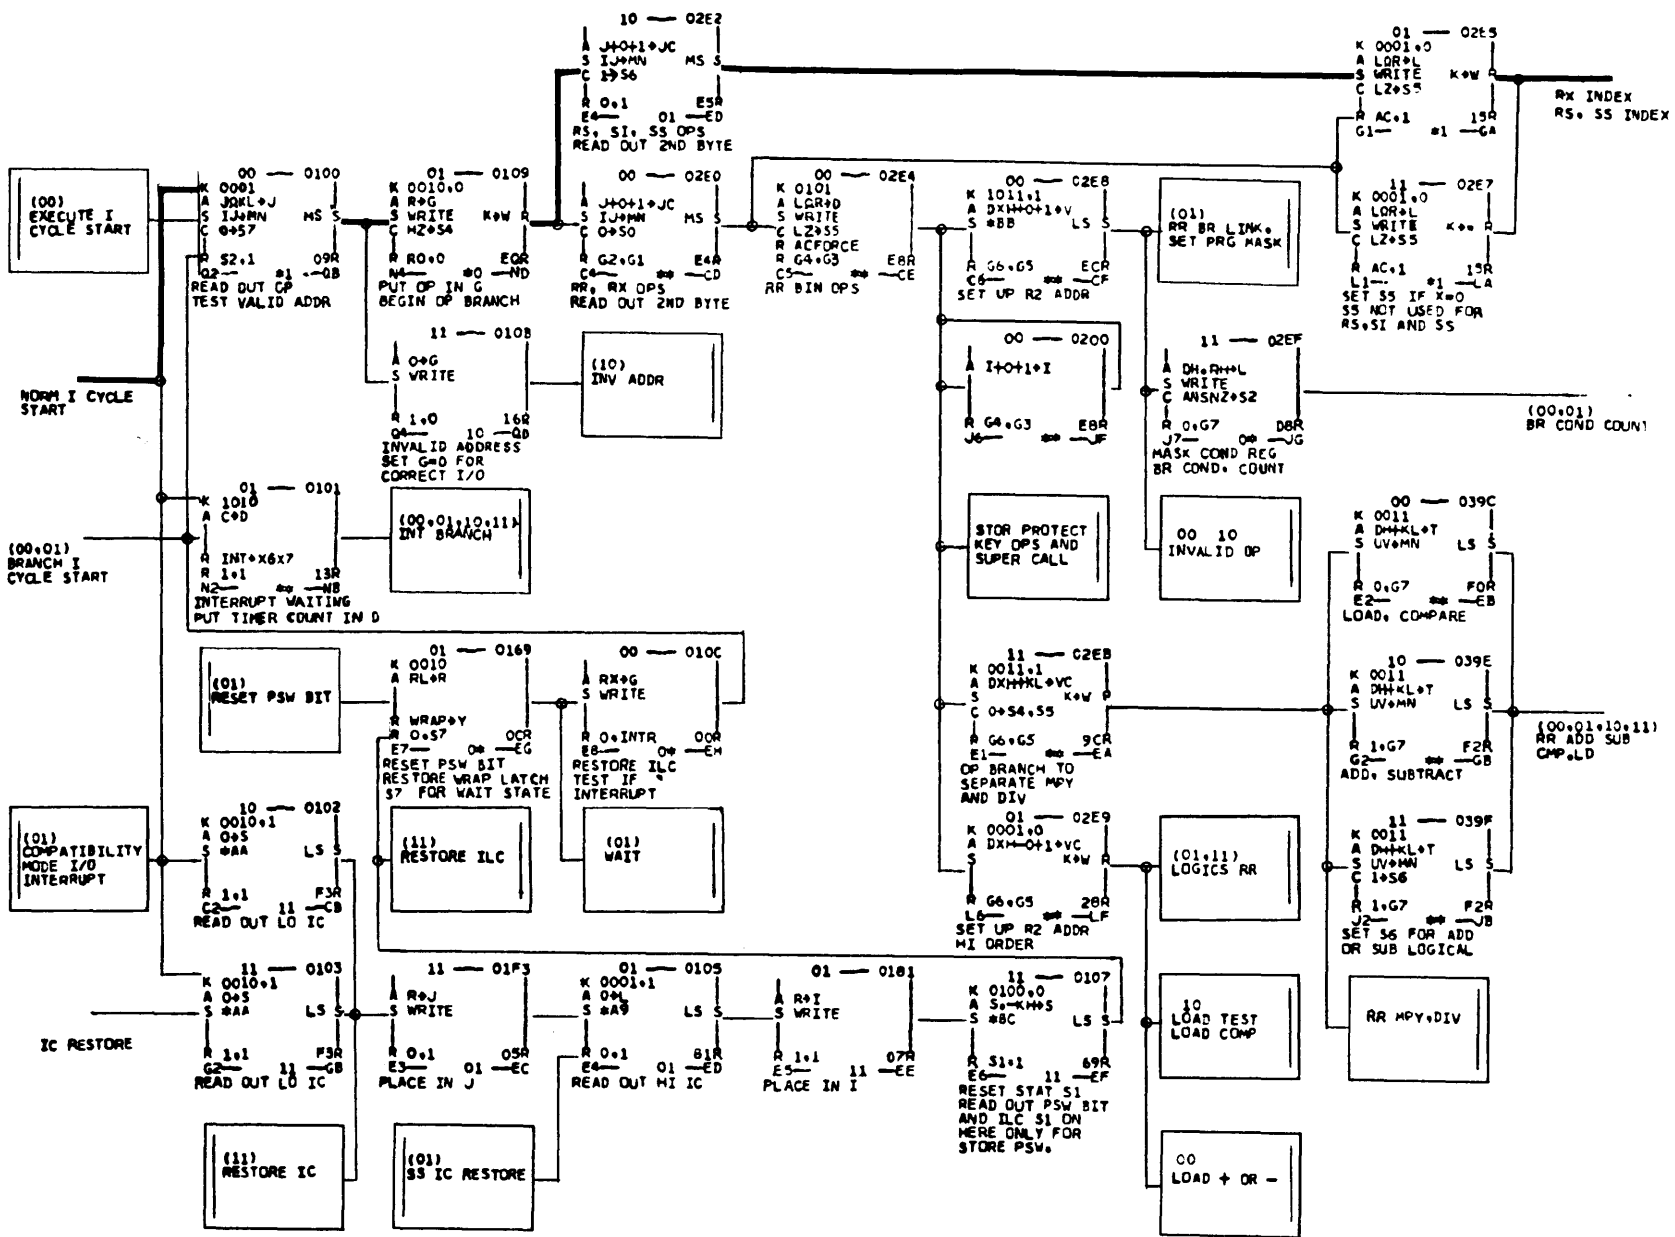 10 — 02E2
A J+0+1→JC
S IJ→MN MS S
C 1→S6
R 0,1 E5R
E4— 01 —ED
RS, SI, SS OPS
READ OUT 2ND BYTE
01 — 02E5
K 0001,0
A LQR→L
S WRITE K→W R
C LZ→S5
R AC,1 15R
G1— *1 —GA
RX INDEX
RS, SS INDEX
(00)
EXECUTE I
CYCLE START
00 — 0100
K 0001
A JQKL→J
S IJ→MN MS S
C 0→S7
R S2,1 09R
Q2— *1 —QB
READ OUT OP
TEST VALID ADDR
01 — 0109
K 0010,0
A R→G
S WRITE K→W R
C HZ→S4
R R0,0 EQR
N4— *0 —ND
PUT OP IN G
BEGIN OP BRANCH
00 — 02E0
A J+0+1→JC
S IJ→MN MS S
C 0→S0
R G2,G1 E4R
C4— ** —CD
RR, RX OPS
READ OUT 2ND BYTE
00 — 02E4
K 0101
A LQR→D
S WRITE
C LZ→S5
R ACFORCE
R G4,G3 E8R
C5— ** —CE
RR BIN OPS
00 — 02E8
K 1011,1
A DXH+0+1→V
S *BB LS S
R G6,G5 ECR
C6— ** —CF
SET UP R2 ADDR
(01)
RR BR LINK,
SET PRG MASK
11 — 02E7
K 0001,0
A LQR→L
S WRITE K→W R
C LZ→S5
R AC,1 15R
L1— *1 —LA
SET S5 IF X=0
S5 NOT USED FOR
RS,SI AND SS
NORM I CYCLE
START
11 — 010B
A 0→G
S WRITE
R 1,0 16R
Q4— 10 —QD
INVALID ADDRESS
SET G=0 FOR
CORRECT I/O
(10)
INV ADDR
00 — 0200
A I+0+1→I
R G4,G3 E8R
J6— ** —JF
11 — 02EF
A DH,RH→L
S WRITE
C ANSNZ→S2
R 0,G7 D8R
J7— 0* —JG
MASK COND REG
BR COND, COUNT
(00,01)
BR COND COUNT
(00,01)
BRANCH I
CYCLE START
01 — 0101
K 1010
A C→D
R INT→X6X7
R 1,1 13R
N2— ** —NB
INTERRUPT WAITING
PUT TIMER COUNT IN D
(00,01,10,11)
INT BRANCH
STOR PROTECT
KEY OPS AND
SUPER CALL
00 10
INVALID OP
00 — 039C
K 0011
A DH+KL→T
S UV→MN LS S
R 0,G7 F0R
E2— ** —EB
LOAD, COMPARE
(01)
RESET PSW BIT
01 — 0169
K 0010
A RL→R
R WRAP→Y
R 0,S7 0CR
E7— 0* —EG
RESET PSW BIT
RESTORE WRAP LATCH
S7 FOR WAIT STATE
00 — 010C
A RX→G
S WRITE
R 0,INTR 00R
E8— 0* —EH
RESTORE ILC
TEST IF
INTERRUPT
11 — 02EB
K 0011,1
A DXH+KL→VC
S K→W R
C 0→S4,S5
R G6,G5 9CR
E1— ** —EA
OP BRANCH TO
SEPARATE MPY
AND DIV
10 — 039E
K 0011
A DH+KL→T
S UV→MN LS S
R 1,G7 F2R
G2— ** —GB
ADD, SUBTRACT
(00,01,10,11)
RR ADD SUB
CMP,LD
(01)
COMPATIBILITY
MODE I/O
INTERRUPT
10 — 0102
K 0010,1
A 0→S
S *AA LS S
R 1,1 F3R
C2— 11 —CB
READ OUT LO IC
(11)
RESTORE ILC
(01)
WAIT
01 — 02E9
K 0001,0
A DXH-0+1→VC
S K→W R
R G6,G5 28R
L6— ** —LF
SET UP R2 ADDR
HI ORDER
(01,11)
LOGICS RR
11 — 039F
K 0011
A DH+KL→T
S UV→MN LS S
C 1→S6
R 1,G7 F2R
J2— ** —JB
SET S6 FOR ADD
OR SUB LOGICAL
IC RESTORE
11 — 0103
K 0010,1
A 0→S
S *AA LS S
R 1,1 F3R
G2— 11 —GB
READ OUT LO IC
11 — 01F3
A R→J
S WRITE
R 0,1 05R
E3— 01 —EC
PLACE IN J
01 — 0105
K 0001,1
A 0→L
S *A9 LS S
R 0,1 81R
E4— 01 —ED
READ OUT HI IC
01 — 0181
A R→I
S WRITE
R 1,1 07R
E5— 11 —EE
PLACE IN I
11 — 0107
K 0100,0
A S,-KH→S
S *BC LS S
R S1,1 69R
E6— 11 —EF
RESET STAT S1
READ OUT PSW BIT
AND ILC S1 ON
HERE ONLY FOR
STORE PSW.
10
LOAD TEST
LOAD COMP
RR MPY,DIV
(11)
RESTORE IC
(01)
SS IC RESTORE
00
LOAD + OR -